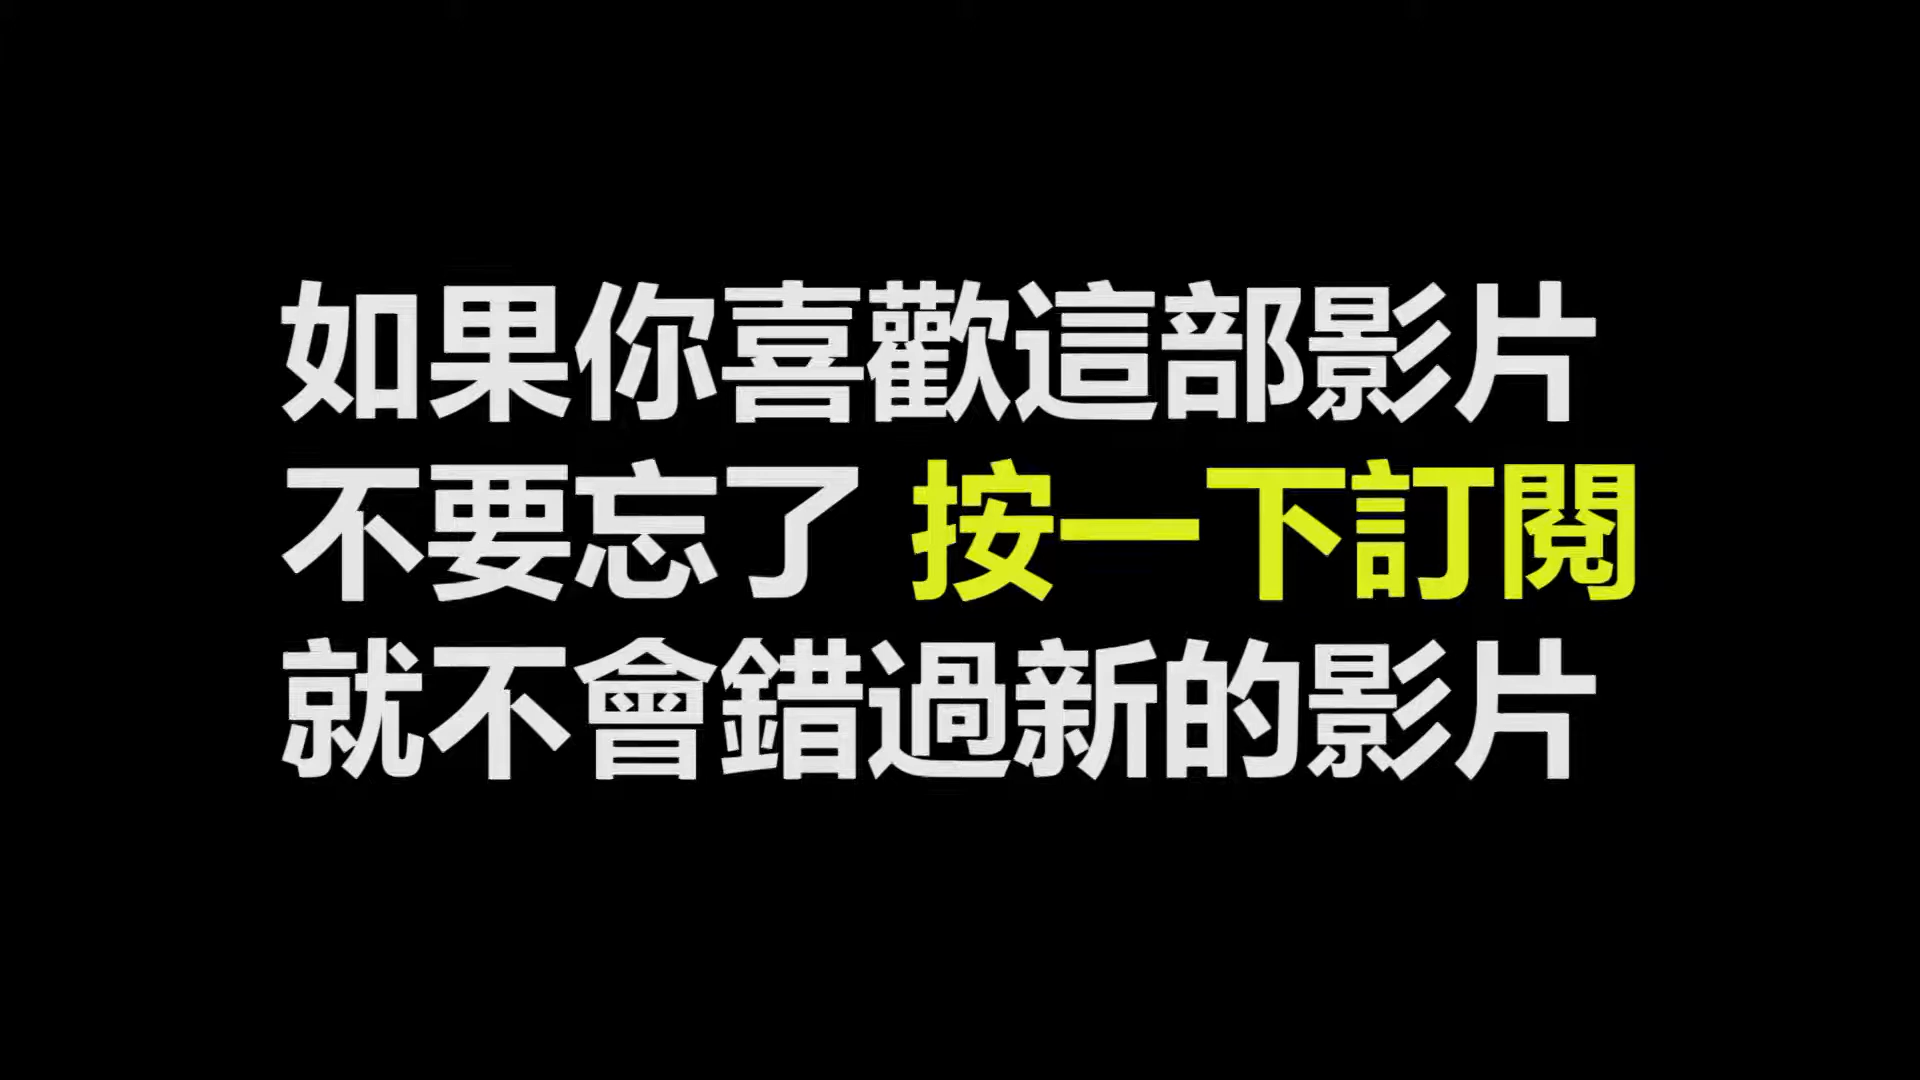 如果你喜歡這部影片
不要忘了 按一下訂閱
就不會錯過新的影片